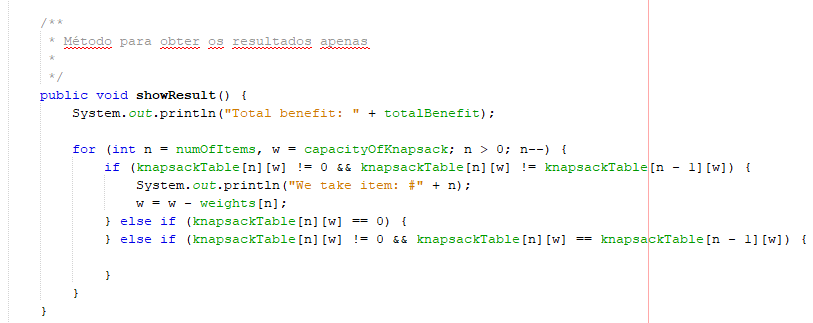 /**
 * Método para obter os resultados apenas
 *
 */
public void showResult() {
System.out.println("Total benefit: " + totalBenefit);
for (int n = numOfItems, w = capacityOfKnapsack; n > 0; n--) {
if (knapsackTable[n][w] != 0 && knapsackTable[n][w] != knapsackTable[n - 1][w]) {
System.out.println("We take item: #" + n);
w = w - weights[n];
} else if (knapsackTable[n][w] == 0) {
} else if (knapsackTable[n][w] != 0 && knapsackTable[n][w] == knapsackTable[n - 1][w]) {
}
}
}